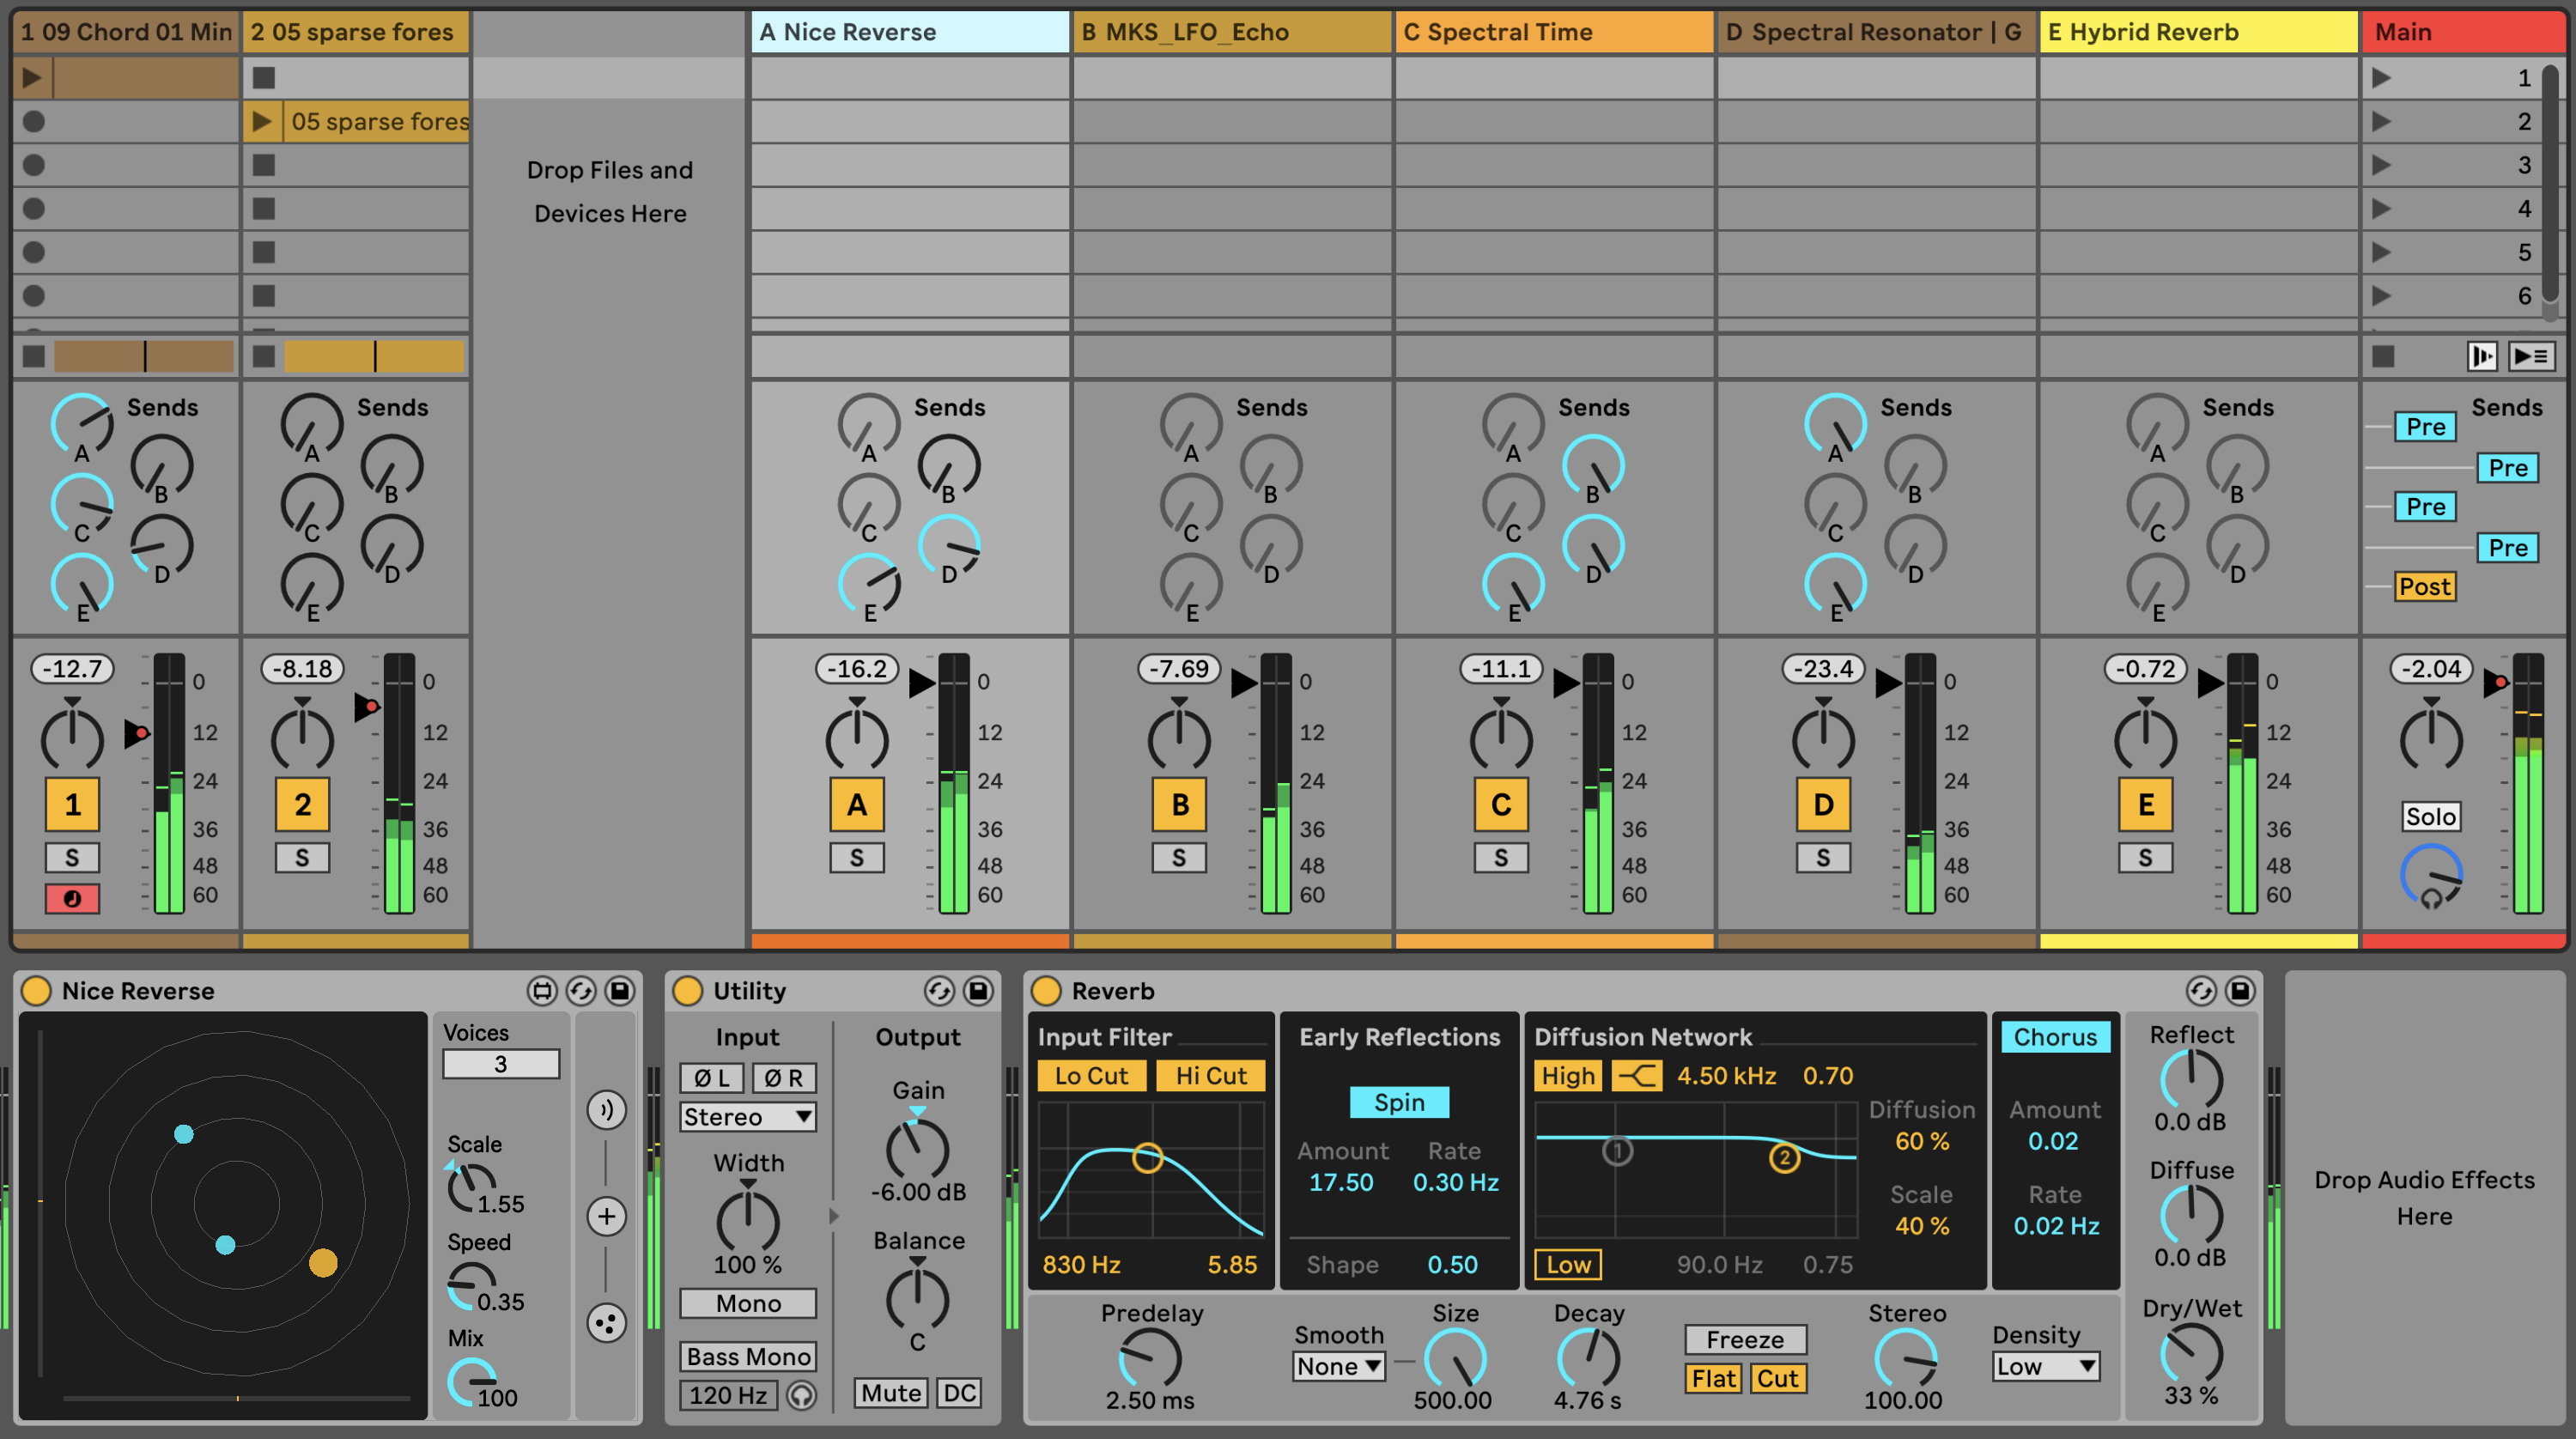 1 09 Chord 01 Min
2 05 sparse fores
A Nice Reverse
B MKS_LFO_Echo
C Spectral Time
D Spectral Resonator | G
E Hybrid Reverb
Main
05 sparse fores
Drop Files and
Devices Here
1
2
3
4
5
6
Sends
A
B
C
D
E
Sends
A
B
C
D
E
Sends
A
B
C
D
E
Sends
A
B
C
D
E
Sends
A
B
C
D
E
Sends
A
B
C
D
E
Sends
A
B
C
D
E
Sends
Pre
Pre
Pre
Pre
Post
-12.7
0
12
24
36
48
60
1
S
-8.18
0
12
24
36
48
60
2
S
-16.2
0
12
24
36
48
60
A
S
-7.69
0
12
24
36
48
60
B
S
-11.1
0
12
24
36
48
60
C
S
-23.4
0
12
24
36
48
60
D
S
-0.72
0
12
24
36
48
60
E
S
-2.04
Solo
Nice Reverse
Voices
3
Scale
1.55
Speed
0.35
Mix
100
Utility
Input
Ø L
Ø R
Stereo
Width
100 %
Mono
Bass Mono
120 Hz
Output
Gain
-6.00 dB
Balance
C
Mute
DC
Reverb
Input Filter
Lo Cut
Hi Cut
830 Hz
5.85
Early Reflections
Spin
Amount
Rate
17.50
0.30 Hz
Shape
0.50
Diffusion Network
High
4.50 kHz
0.70
1
2
Diffusion
60 %
Scale
40 %
Low
90.0 Hz
0.75
Chorus
Amount
0.02
Rate
0.02 Hz
Reflect
0.0 dB
Diffuse
0.0 dB
Dry/Wet
33 %
Predelay
2.50 ms
Smooth
None
Size
500.00
Decay
4.76 s
Freeze
Flat
Cut
Stereo
100.00
Density
Low
Drop Audio Effects
Here